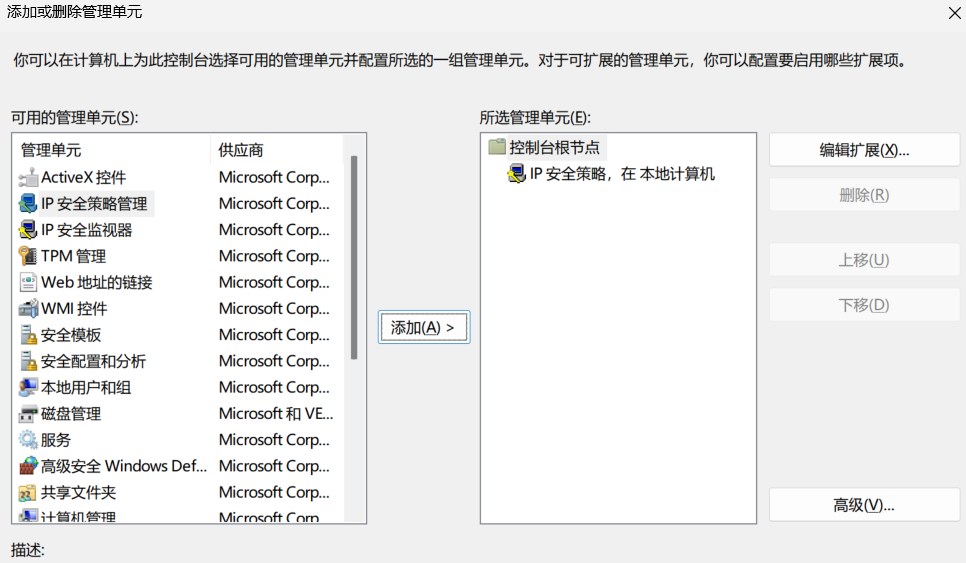 添加或删除管理单元
你可以在计算机上为此控制台选择可用的管理单元并配置所选的一组管理单元。对于可扩展的管理单元，你可以配置要启用哪些扩展项。
可用的管理单元(S):
管理单元 供应商
ActiveX 控件 Microsoft Corp...
IP 安全策略管理 Microsoft Corp...
IP 安全监视器 Microsoft Corp...
TPM 管理 Microsoft Corp...
Web 地址的链接 Microsoft Corp...
WMI 控件 Microsoft Corp...
安全模板 Microsoft Corp...
安全配置和分析 Microsoft Corp...
本地用户和组 Microsoft Corp...
磁盘管理 Microsoft 和 VE...
服务 Microsoft Corp...
高级安全 Windows Def... Microsoft Corp...
共享文件夹 Microsoft Corp...
计算机管理 Microsoft Corp...
添加(A) >
所选管理单元(E):
控制台根节点
IP 安全策略，在 本地计算机
编辑扩展(X)...
删除(R)
上移(U)
下移(D)
高级(V)...
描述: